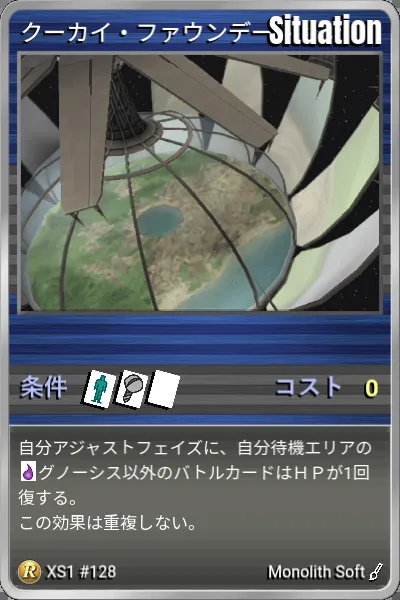 クーカイ・ファウンデー
Situation
条件
コスト 0
自分アジャストフェイズに、自分待機エリアの
グノーシス以外のバトルカードはＨＰが1回
復する。
この効果は重複しない。
R XS1 #128
Monolith Soft